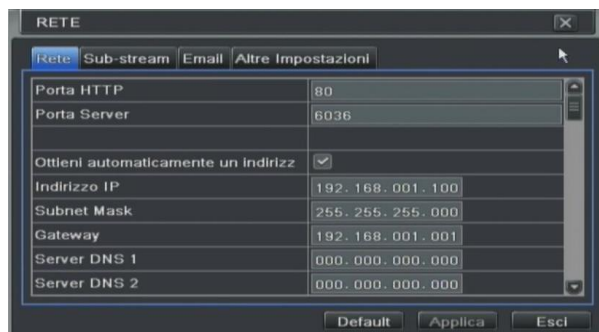 RETE
Rete Sub-stream Email Altre Impostazioni
Porta HTTP 80
Porta Server 6036
Ottieni automaticamente un indirizz
Indirizzo IP 192.168.001.100
Subnet Mask 255.255.255.000
Gateway 192.168.001.001
Server DNS 1 000.000.000.000
Server DNS 2 000.000.000.000
Default Applica Esci